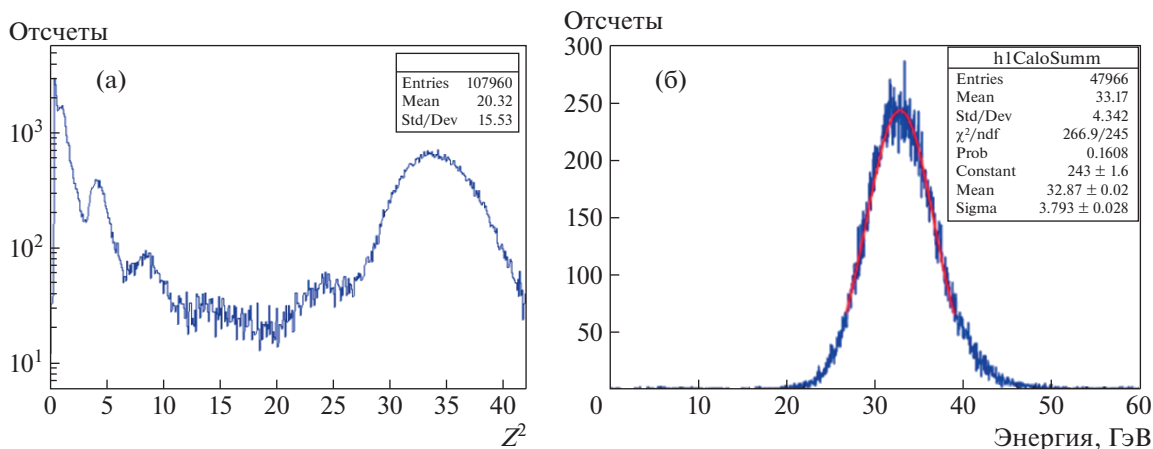 Отсчеты
(а)
Entries 107960
Mean 20.32
Std/Dev 15.53
10³
10²
10¹
0 5 10 15 20 25 30 35 40
Z²
Отсчеты
300
(б)
h1CaloSumm
Entries 47966
Mean 33.17
Std/Dev 4.342
χ²/ndf 266.9/245
Prob 0.1608
Constant 243 ± 1.6
Mean 32.87 ± 0.02
Sigma 3.793 ± 0.028
250
200
150
100
50
0 10 20 30 40 50 60
Энергия, ГэВ